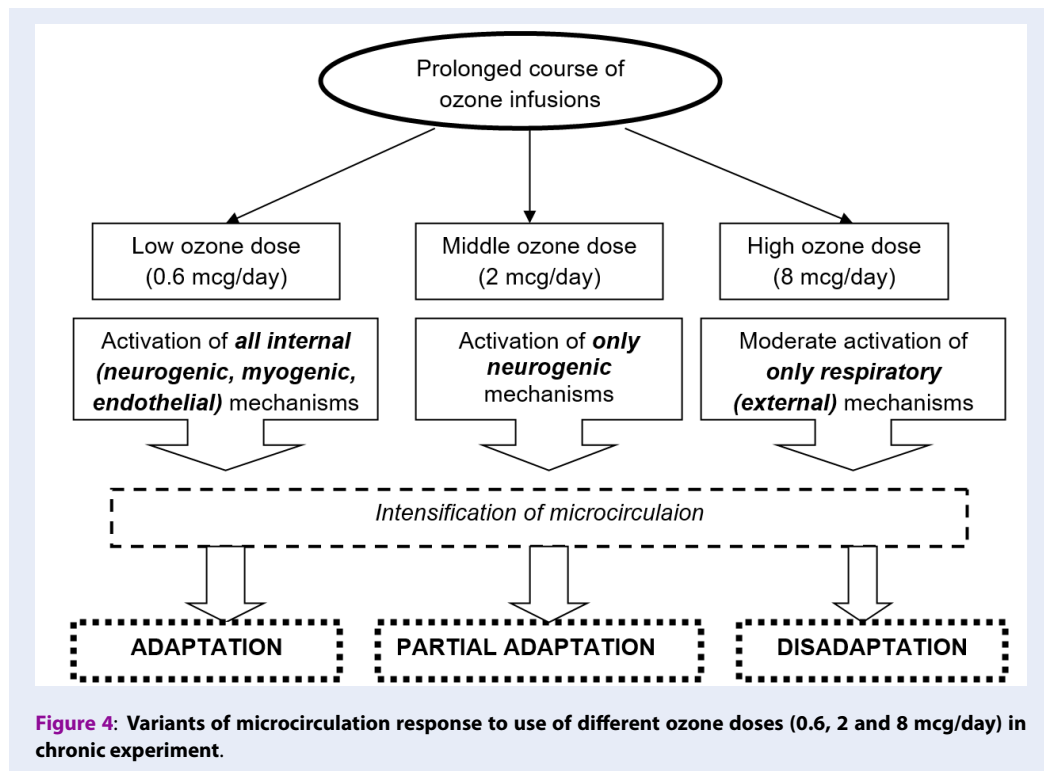 Prolonged course of
ozone infusions
Low ozone dose
(0.6 mcg/day)
Middle ozone dose
(2 mcg/day)
High ozone dose
(8 mcg/day)
Activation of all internal
(neurogenic, myogenic,
endothelial) mechanisms
Activation of only
neurogenic
mechanisms
Moderate activation of
only respiratory
(external) mechanisms
Intensification of microcirculaion
ADAPTATION
PARTIAL ADAPTATION
DISADAPTATION
Figure 4: Variants of microcirculation response to use of different ozone doses (0.6, 2 and 8 mcg/day) in
chronic experiment.